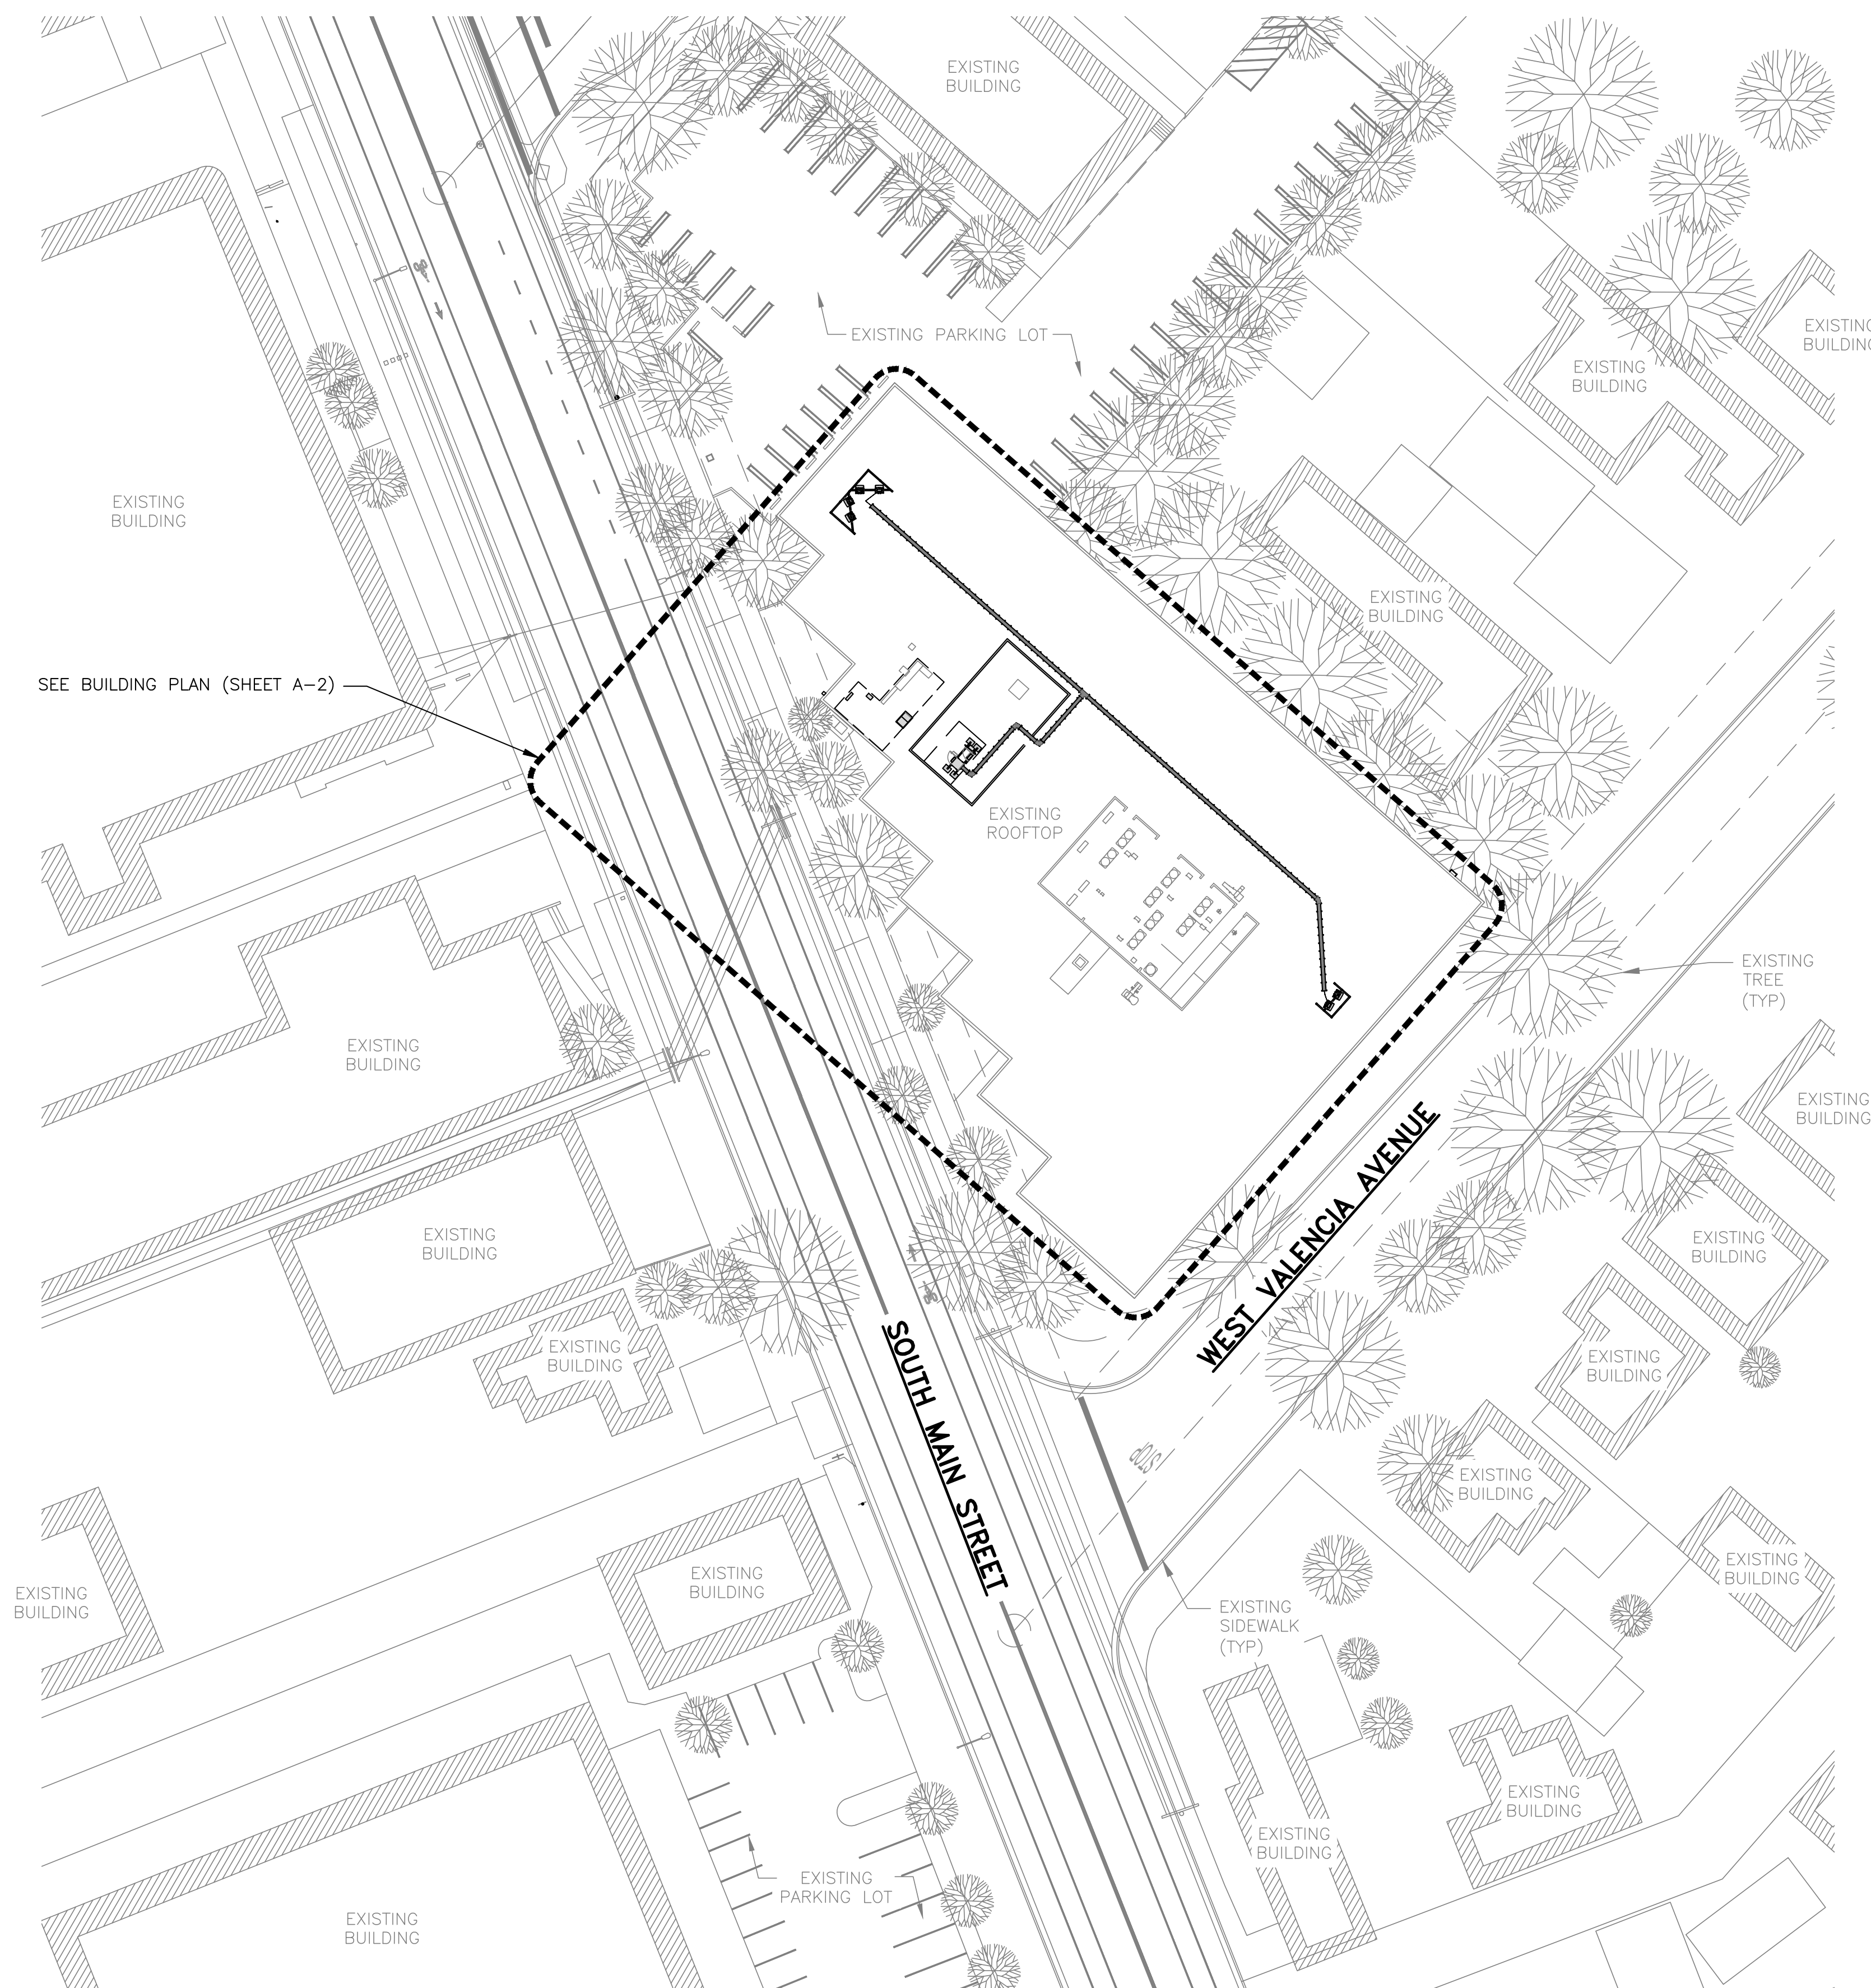 EXISTING
BUILDING
EXISTING PARKING LOT
EXISTING
BUILDING
EXISTING
BUILDING
EXISTING
BUILDING
EXISTING
BUILDING
SEE BUILDING PLAN (SHEET A-2)
EXISTING
ROOFTOP
EXISTING
TREE
(TYP)
EXISTING
BUILDING
EXISTING
BUILDING
WEST VALENCIA AVENUE
EXISTING
BUILDING
EXISTING
BUILDING
EXISTING
BUILDING
EXISTING
BUILDING
SOUTH MAIN STREET
STOP
EXISTING
BUILDING
EXISTING
BUILDING
EXISTING
BUILDING
EXISTING
BUILDING
EXISTING
SIDEWALK
(TYP)
EXISTING
BUILDING
EXISTING
BUILDING
EXISTING
PARKING LOT
EXISTING
BUILDING